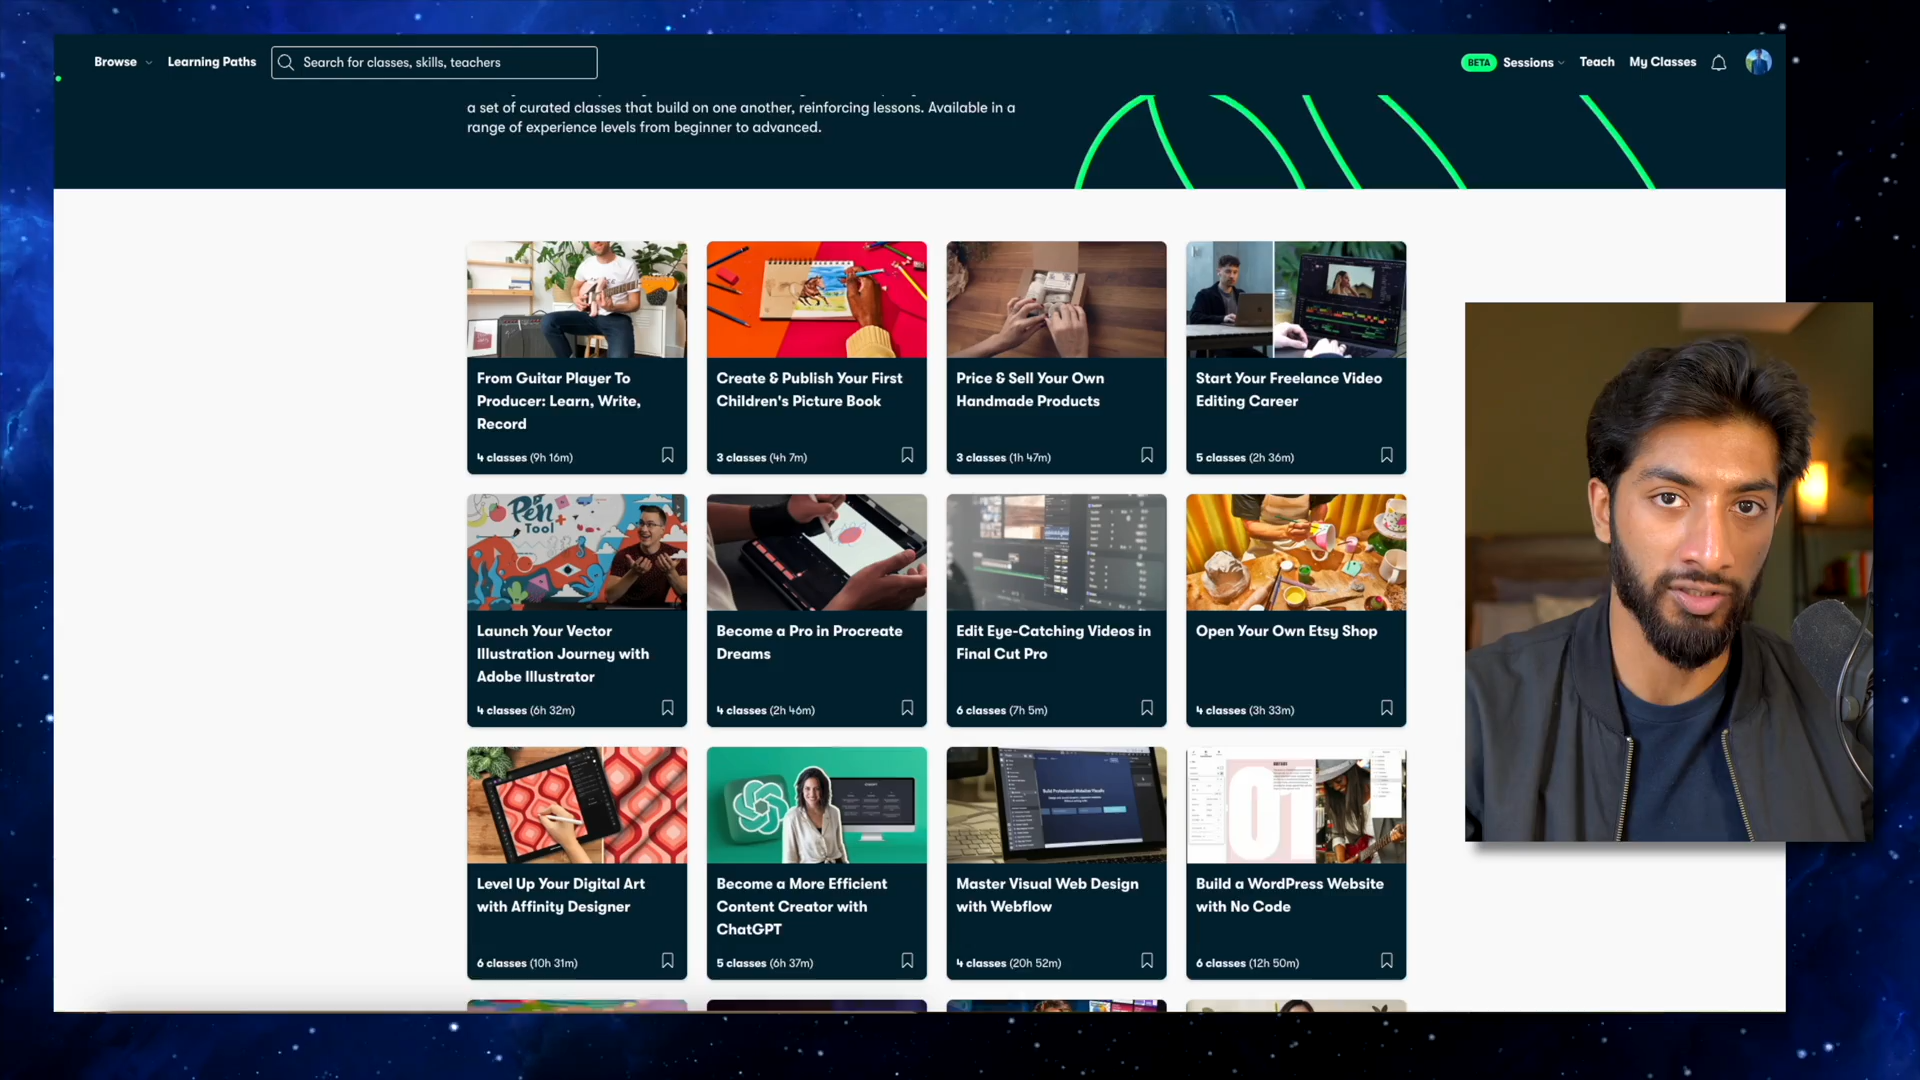 Browse
Learning Paths
Search for classes, skills, teachers
BETA
Sessions
Teach
My Classes
a set of curated classes that build on one another, reinforcing lessons. Available in a
range of experience levels from beginner to advanced.
From Guitar Player To
Producer: Learn, Write,
Record
4 classes (9h 16m)
Create & Publish Your First
Children's Picture Book
3 classes (4h 7m)
Price & Sell Your Own
Handmade Products
3 classes (1h 47m)
Start Your Freelance Video
Editing Career
5 classes (2h 36m)
Pen +
Tool
Launch Your Vector
Illustration Journey with
Adobe Illustrator
4 classes (6h 32m)
Become a Pro in Procreate
Dreams
4 classes (2h 46m)
Edit Eye-Catching Videos in
Final Cut Pro
6 classes (7h 5m)
Open Your Own Etsy Shop
4 classes (3h 33m)
Level Up Your Digital Art
with Affinity Designer
6 classes (10h 31m)
Become a More Efficient
Content Creator with
ChatGPT
5 classes (6h 37m)
Build Professional Websites Visually
Master Visual Web Design
with Webflow
4 classes (20h 52m)
01
Build a WordPress Website
with No Code
6 classes (12h 50m)